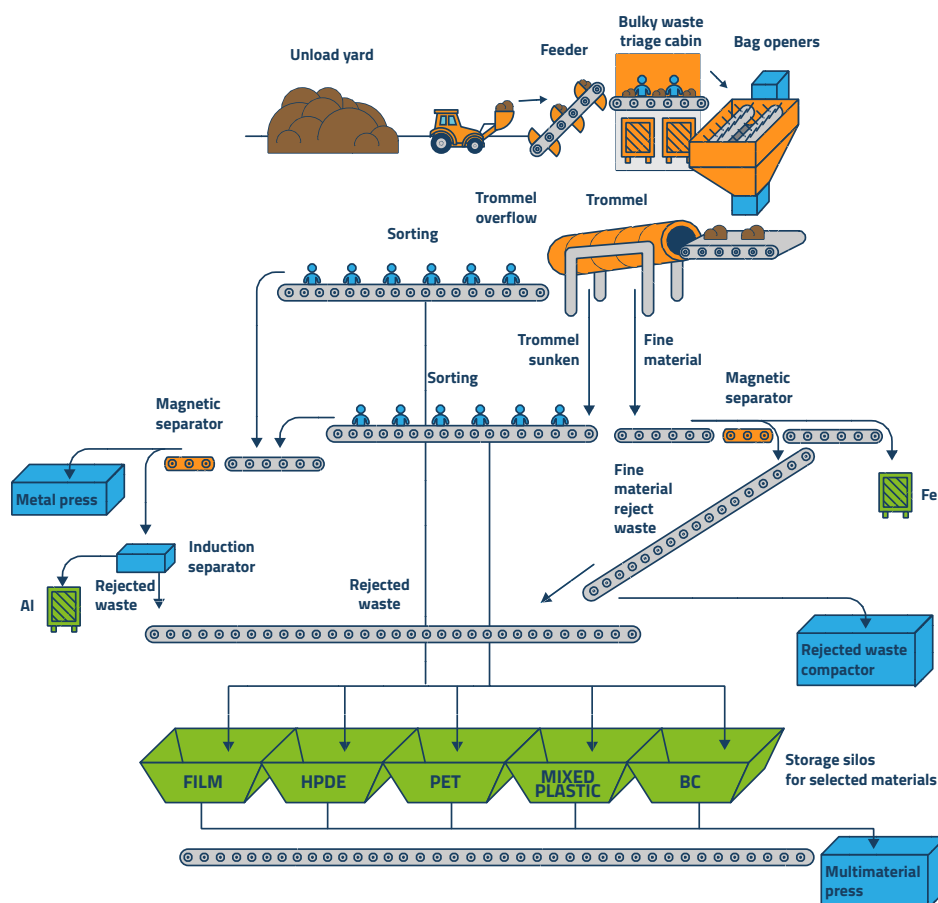 Unload yard
Feeder
Bulky waste
triage cabin
Bag openers
Trommel
overflow
Trommel
Sorting
Trommel
sunken
Fine
material
Sorting
Magnetic
separator
Magnetic
separator
Metal press
Fine
material
reject
waste
Fe
Induction
separator
Al
Rejected
waste
Rejected
waste
Rejected waste
compactor
FILM
HPDE
PET
MIXED
PLASTIC
BC
Storage silos
for selected materials
Multimaterial
press